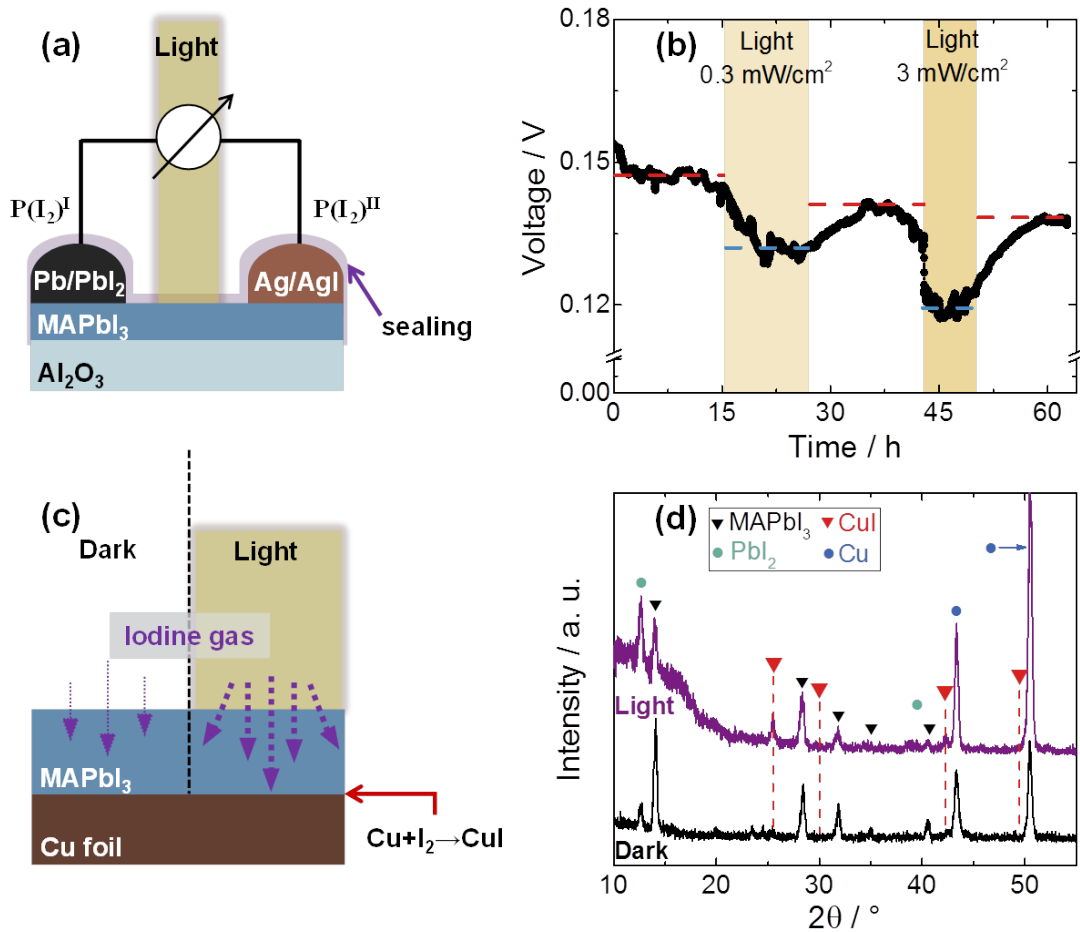 (a)
Light
P(I₂)ᴵ
P(I₂)ᴵᴵ
Pb/PbI₂
Ag/AgI
sealing
MAPbI₃
Al₂O₃
(b)
Light
0.3 mW/cm²
Light
3 mW/cm²
0.18
0.15
0.12
0.00
Voltage / V
0
15
30
45
60
Time / h
(c)
Dark
Light
Iodine gas
MAPbI₃
Cu foil
Cu+I₂→CuI
(d)
MAPbI₃
CuI
PbI₂
Cu
Light
Dark
Intensity / a. u.
10
20
30
40
50
2θ / °